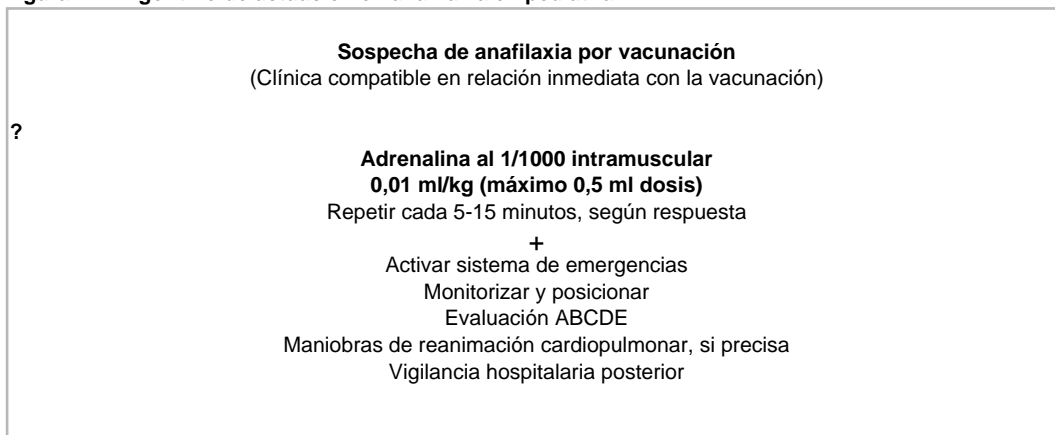 Sospecha de anafilaxia por vacunación
(Clínica compatible en relación inmediata con la vacunación)
?
Adrenalina al 1/1000 intramuscular
0,01 ml/kg (máximo 0,5 ml dosis)
Repetir cada 5-15 minutos, según respuesta
+
Activar sistema de emergencias
Monitorizar y posicionar
Evaluación ABCDE
Maniobras de reanimación cardiopulmonar, si precisa
Vigilancia hospitalaria posterior